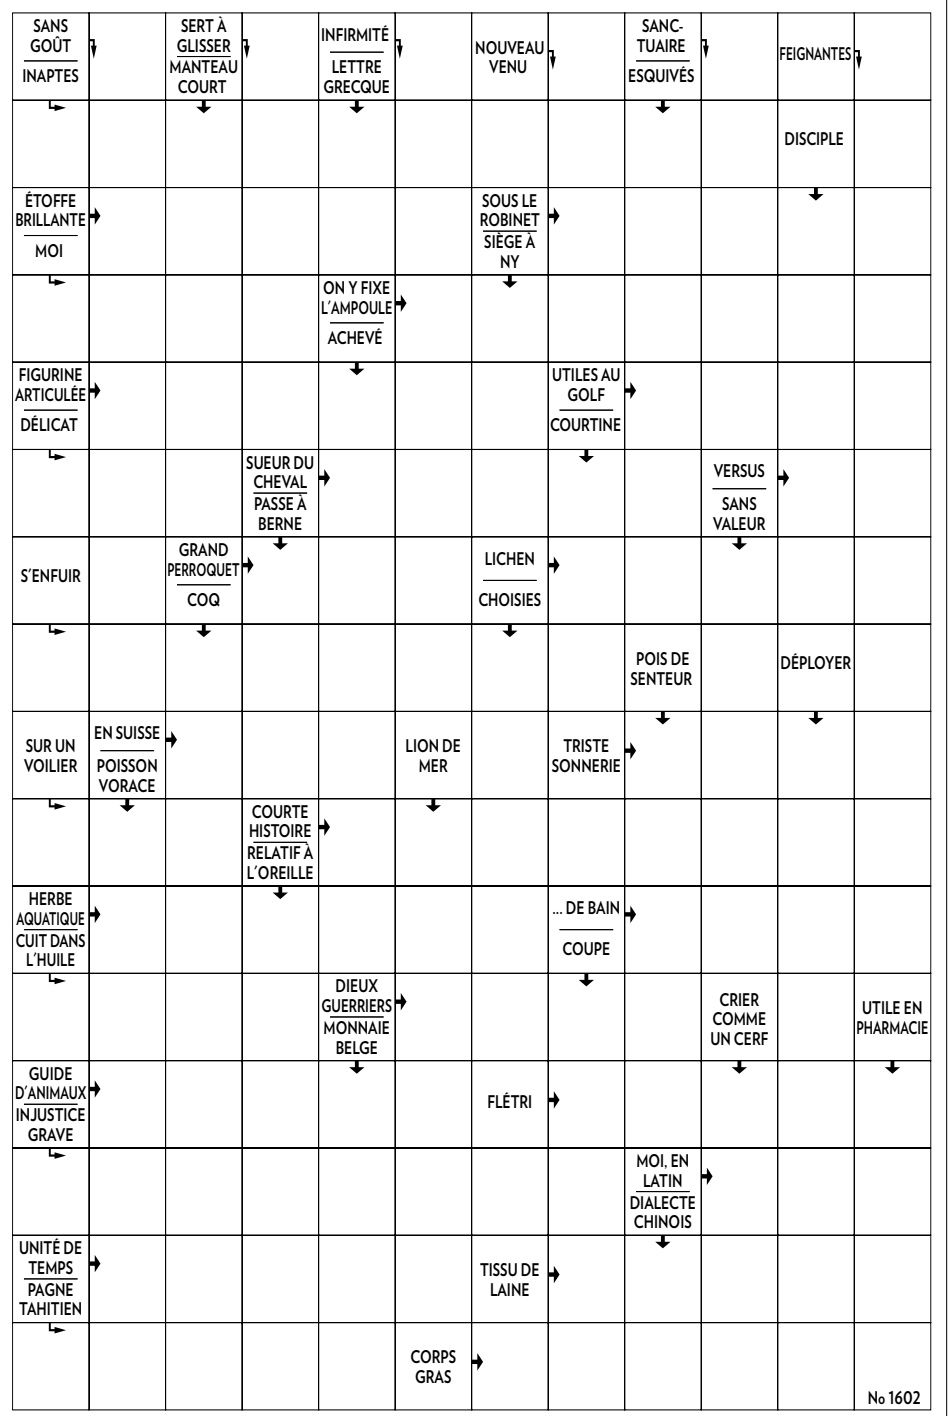 SANS
GOÛT
INAPTES
SERT À
GLISSER
MANTEAU
COURT
INFIRMITÉ
LETTRE
GRECQUE
NOUVEAU
VENU
SANC-
TUAIRE
ESQUIVÉS
FEIGNANTES
DISCIPLE
ÉTOFFE
BRILLANTE
MOI
SOUS LE
ROBINET
SIÈGE À
NY
ON Y FIXE
L'AMPOULE
ACHEVÉ
FIGURINE
ARTICULÉE
DÉLICAT
UTILES AU
GOLF
COURTINE
SUEUR DU
CHEVAL
PASSE À
BERNE
VERSUS
SANS
VALEUR
S'ENFUIR
GRAND
PERROQUET
COQ
LICHEN
CHOISIES
POIS DE
SENTEUR
DÉPLOYER
SUR UN
VOILIER
EN SUISSE
POISSON
VORACE
LION DE
MER
TRISTE
SONNERIE
COURTE
HISTOIRE
RELATIF À
L'OREILLE
HERBE
AQUATIQUE
CUIT DANS
L'HUILE
... DE BAIN
COUPE
DIEUX
GUERRIERS
MONNAIE
BELGE
CRIER
COMME
UN CERF
UTILE EN
PHARMACIE
GUIDE
D'ANIMAUX
INJUSTICE
GRAVE
FLÉTRI
MOI, EN
LATIN
DIALECTE
CHINOIS
UNITÉ DE
TEMPS
PAGNE
TAHITIEN
TISSU DE
LAINE
CORPS
GRAS
No 1602